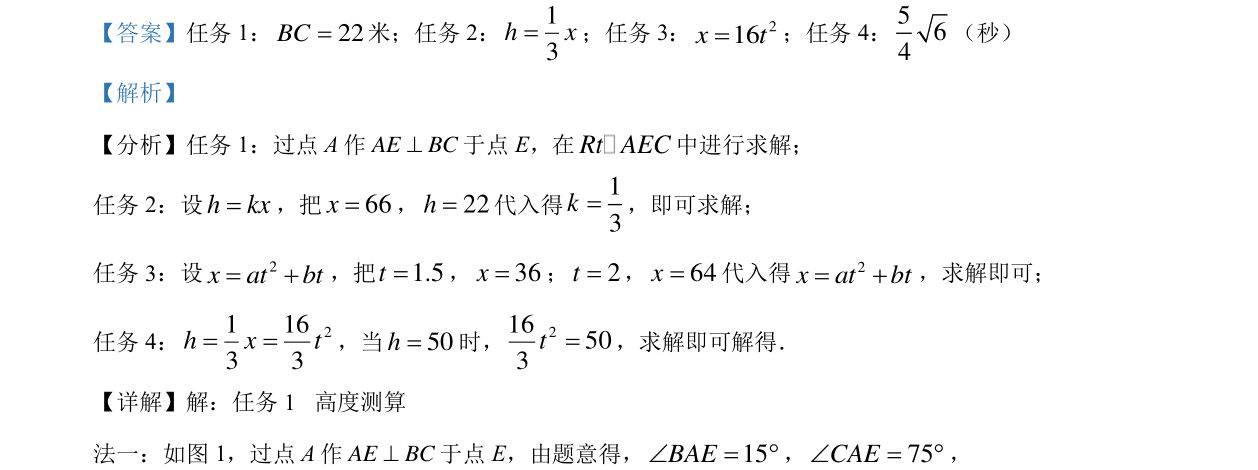 【答案】任务 1： BC = 22 米；任务 2： h = \frac{1}{3} x ；任务 3： x = 16t² ；任务 4： \frac{5}{4} √6 （秒）
【解析】
【分析】任务 1：过点 A 作 AE ⊥ BC 于点 E，在 Rt□ AEC 中进行求解；
任务 2：设 h = kx ，把 x = 66 ， h = 22 代入得 k = \frac{1}{3} ，即可求解；
任务 3：设 x = at² + bt ，把 t = 1.5 ， x = 36 ； t = 2 ， x = 64 代入得 x = at² + bt ，求解即可；
任务 4： h = \frac{1}{3} x = \frac{16}{3} t² ，当 h = 50 时， \frac{16}{3} t² = 50 ，求解即可解得．
【详解】解：任务 1 高度测算
法一：如图 1，过点 A 作 AE ⊥ BC 于点 E，由题意得， ∠BAE = 15° ， ∠CAE = 75° ，